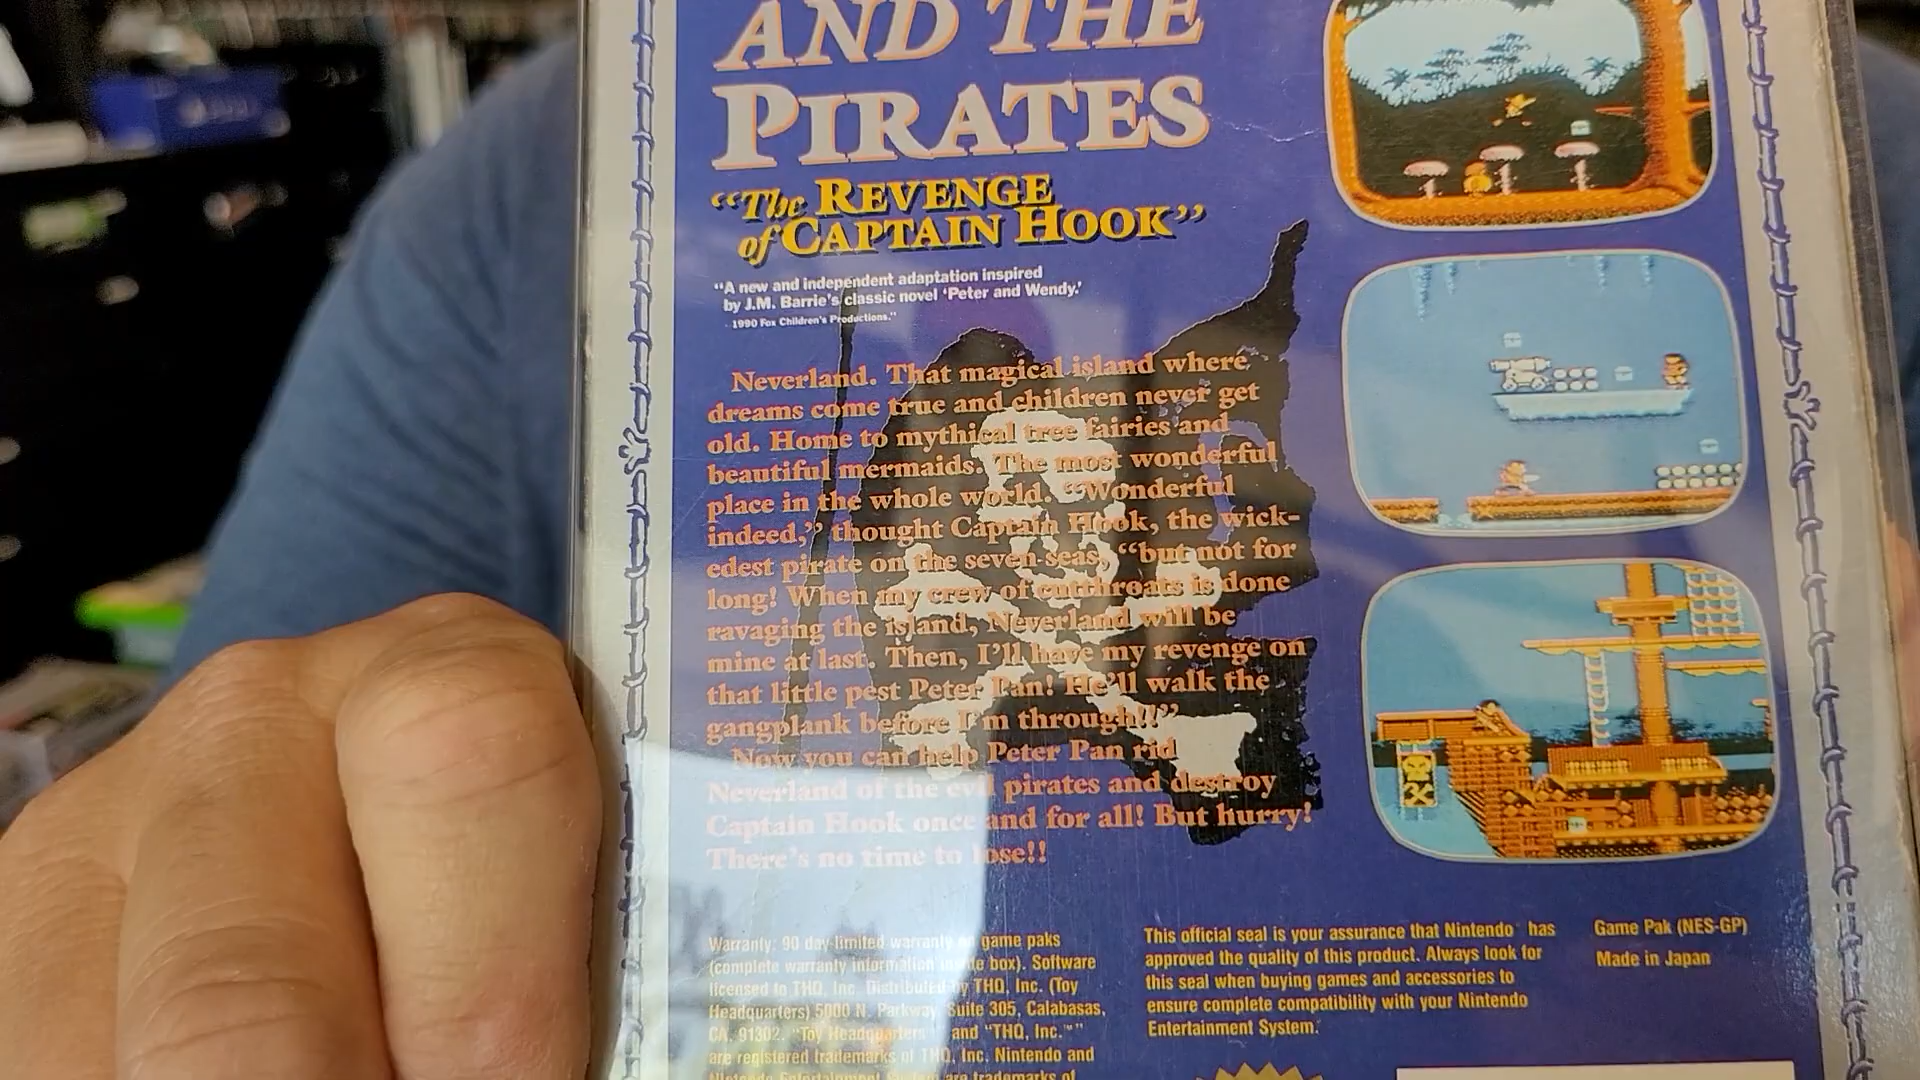 AND THE
PIRATES
“The REVENGE
of CAPTAIN HOOK”
“A new and independent adaptation inspired
by J.M. Barrie's classic novel ‘Peter and Wendy.’
- 1990 Fox Children's Productions.”
Neverland. That magical island where
dreams come true and children never get
old. Home to mythical tree fairies and
beautiful mermaids. The most wonderful
place in the whole world. “Wonderful
indeed,” thought Captain Hook, the wick-
edest pirate on the seven seas, “but not for
long! When my crew of cutthroats is done
ravaging the island, Neverland will be
mine at last. Then, I'll have my revenge on
that little pest Peter Pan! He'll walk the
gangplank before I'm through!!”
Now you can help Peter Pan rid
Neverland of the evil pirates and destroy
Captain Hook once and for all! But hurry!
There's no time to lose!!
Warranty: 90 day limited warranty on game paks
(complete warranty information inside box). Software
licensed to THQ, Inc. Distributed by THQ, Inc. (Toy
Headquarters) 5000 N. Parkway, Suite 305, Calabasas,
CA. 91302. “Toy Headquarters” and “THQ, Inc.™”
are registered trademarks of THQ, Inc. Nintendo and
Nintendo Entertainment System are trademarks of
This official seal is your assurance that Nintendo has
approved the quality of this product. Always look for
this seal when buying games and accessories to
ensure complete compatibility with your Nintendo
Entertainment System.
Game Pak (NES-GP)
Made in Japan